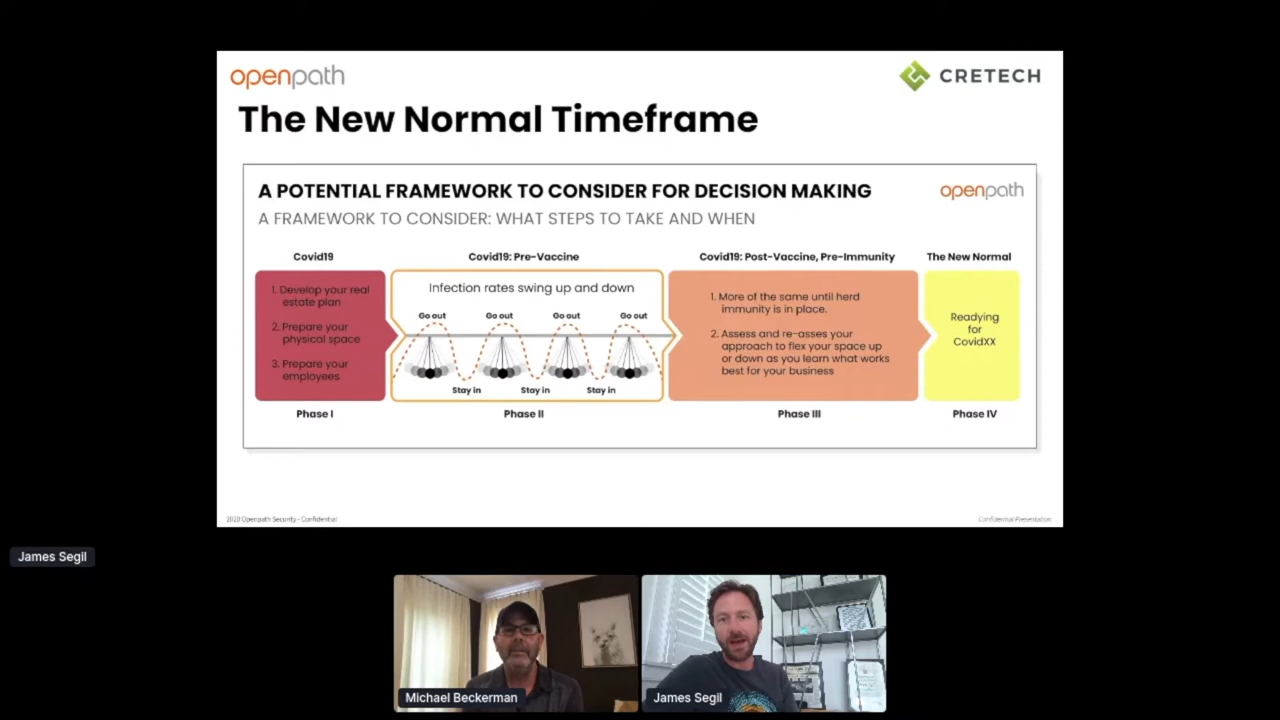 openpath
CRETECH
The New Normal Timeframe
A POTENTIAL FRAMEWORK TO CONSIDER FOR DECISION MAKING
openpath
A FRAMEWORK TO CONSIDER: WHAT STEPS TO TAKE AND WHEN
Covid19
1. Develop your real
estate plan
2. Prepare your
physical space
3. Prepare your
employees
Phase I
Covid19: Pre-Vaccine
Infection rates swing up and down
Go out
Go out
Go out
Go out
Stay in
Stay in
Stay in
Phase II
Covid19: Post-Vaccine, Pre-Immunity
1. More of the same until herd
immunity is in place.
2. Assess and re-asses your
approach to flex your space up
or down as you learn what works
best for your business
Phase III
The New Normal
Readying
for
CovidXX
Phase IV
2020 Openpath Security - Confidential
Confidential Presentation
James Segil
Michael Beckerman
James Segil